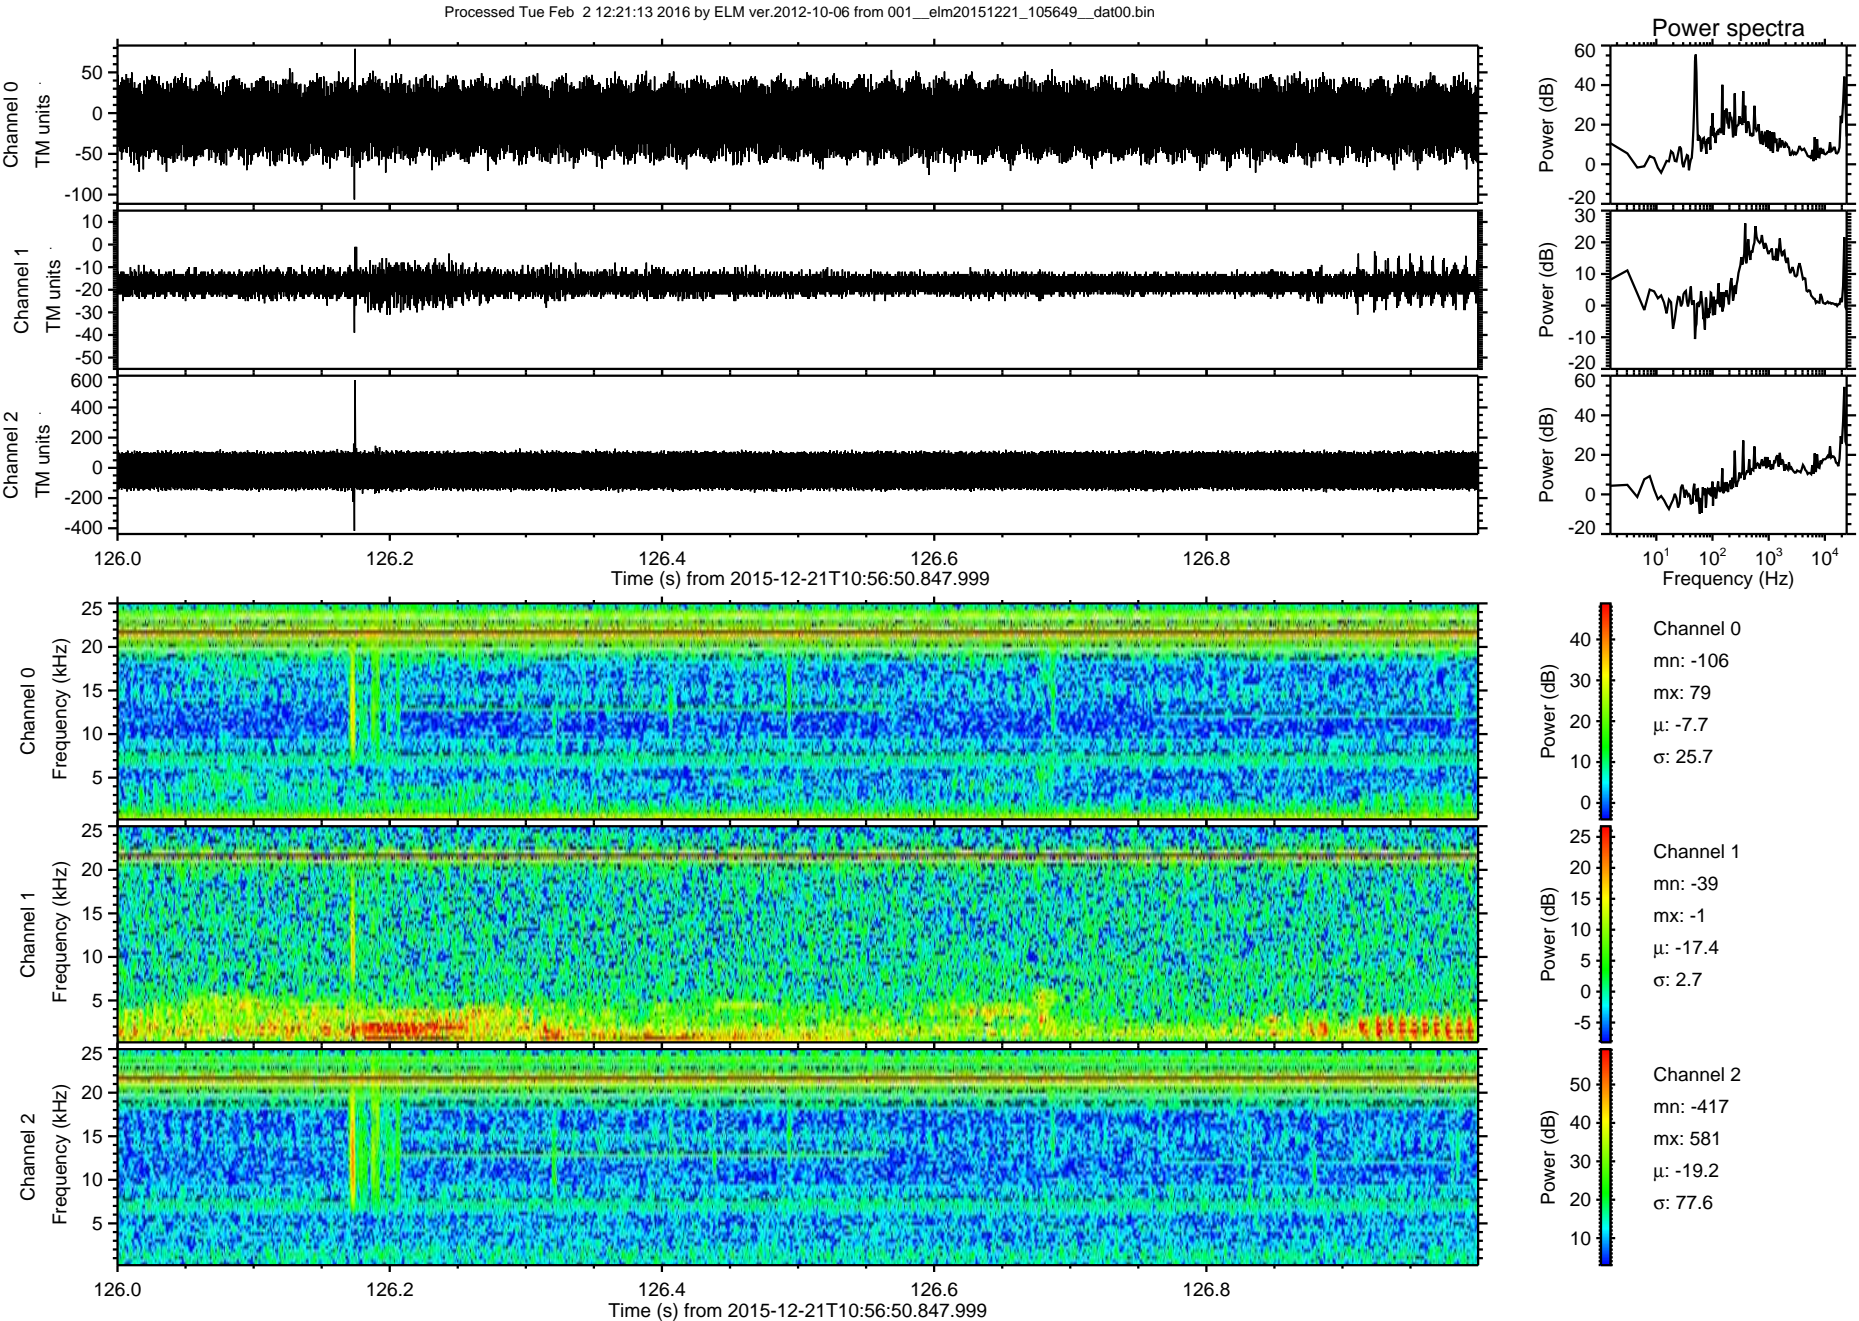 Processed Tue Feb  2 12:21:13 2016 by ELM ver.2012-10-06 from 001__elm20151221_105649__dat00.bin
Power spectra
Channel 0
TM units
50
0
-50
-100
Power (dB)
60
40
20
0
-20
Channel 1
TM units
10
0
-10
-20
-30
-40
-50
Power (dB)
30
20
10
0
-10
-20
Channel 2
TM units
600
400
200
0
-200
-400
Power (dB)
60
40
20
0
-20
126.0 126.2 126.4 126.6 126.8
Time (s) from 2015-12-21T10:56:50.847.999
10¹ 10² 10³ 10⁴
Frequency (Hz)
Channel 0
Frequency (kHz)
25
20
15
10
5
Power (dB)
40
30
20
10
0
Channel 0
mn: -106
mx: 79
μ: -7.7
σ: 25.7
Channel 1
Frequency (kHz)
25
20
15
10
5
Power (dB)
25
20
15
10
5
0
-5
Channel 1
mn: -39
mx: -1
μ: -17.4
σ: 2.7
Channel 2
Frequency (kHz)
25
20
15
10
5
Power (dB)
50
40
30
20
10
Channel 2
mn: -417
mx: 581
μ: -19.2
σ: 77.6
126.0 126.2 126.4 126.6 126.8
Time (s) from 2015-12-21T10:56:50.847.999